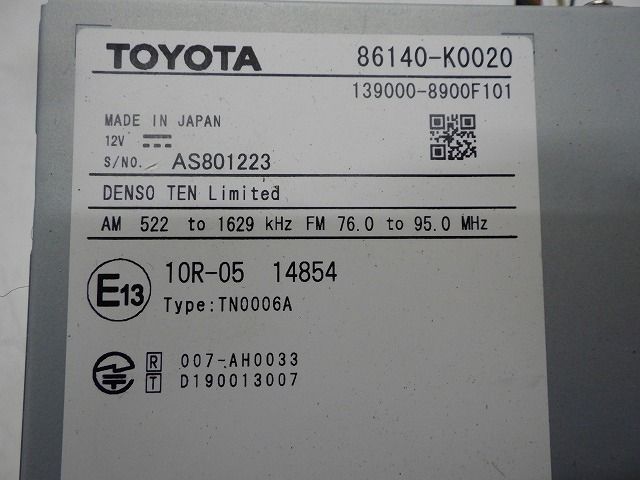 TOYOTA 86140-K0020
139000-8900F101
MADE IN JAPAN
12V
S/NO. AS801223
DENSO TEN Limited
AM 522 to 1629 kHz FM 76.0 to 95.0 MHz
E13 10R-05 14854
Type:TN0006A
R 007-AH0033
T D190013007